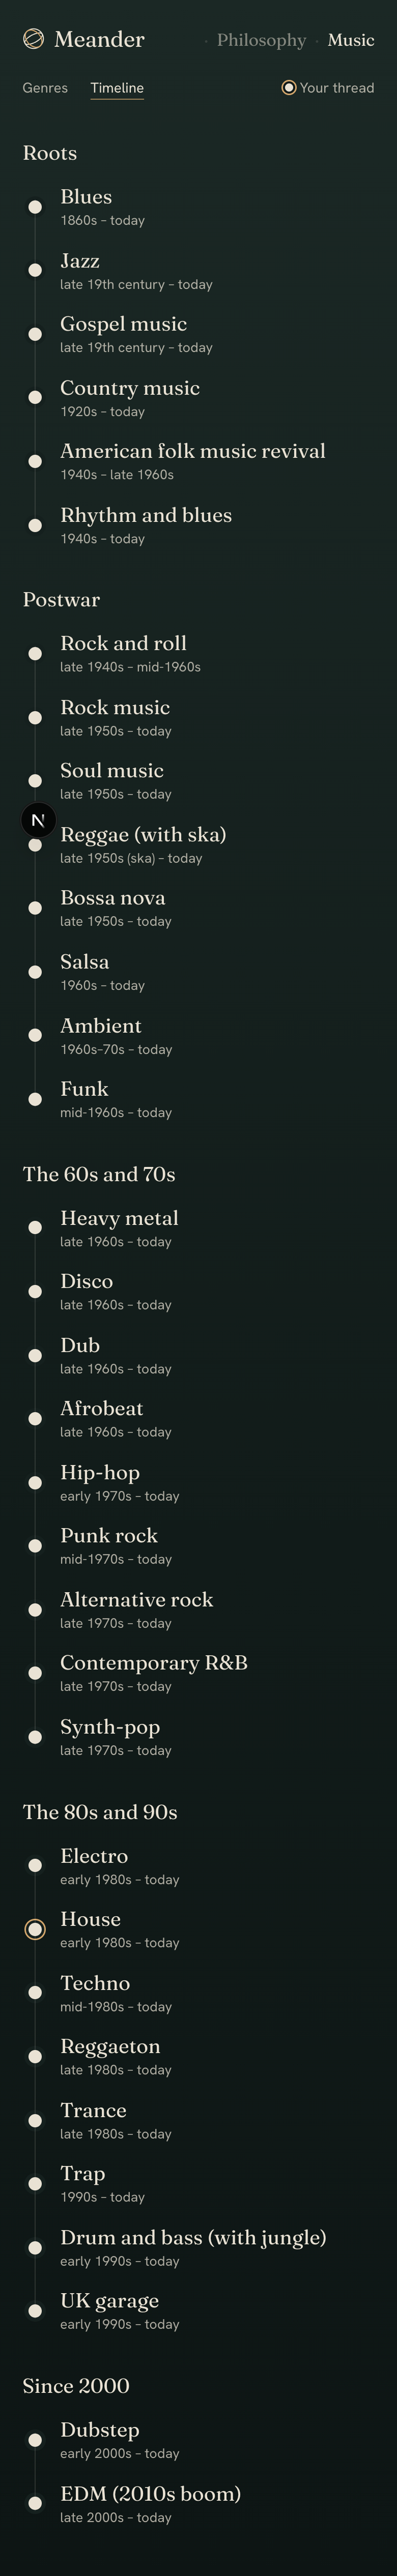 Meander
· Philosophy · Music
Genres Timeline Your thread
Roots
Blues
1860s – today
Jazz
late 19th century – today
Gospel music
late 19th century – today
Country music
1920s – today
American folk music revival
1940s – late 1960s
Rhythm and blues
1940s – today
Postwar
Rock and roll
late 1940s – mid-1960s
Rock music
late 1950s – today
Soul music
late 1950s – today
N
Reggae (with ska)
late 1950s (ska) – today
Bossa nova
late 1950s – today
Salsa
1960s – today
Ambient
1960s–70s – today
Funk
mid-1960s – today
The 60s and 70s
Heavy metal
late 1960s – today
Disco
late 1960s – today
Dub
late 1960s – today
Afrobeat
late 1960s – today
Hip-hop
early 1970s – today
Punk rock
mid-1970s – today
Alternative rock
late 1970s – today
Contemporary R&B
late 1970s – today
Synth-pop
late 1970s – today
The 80s and 90s
Electro
early 1980s – today
House
early 1980s – today
Techno
mid-1980s – today
Reggaeton
late 1980s – today
Trance
late 1980s – today
Trap
1990s – today
Drum and bass (with jungle)
early 1990s – today
UK garage
early 1990s – today
Since 2000
Dubstep
early 2000s – today
EDM (2010s boom)
late 2000s – today